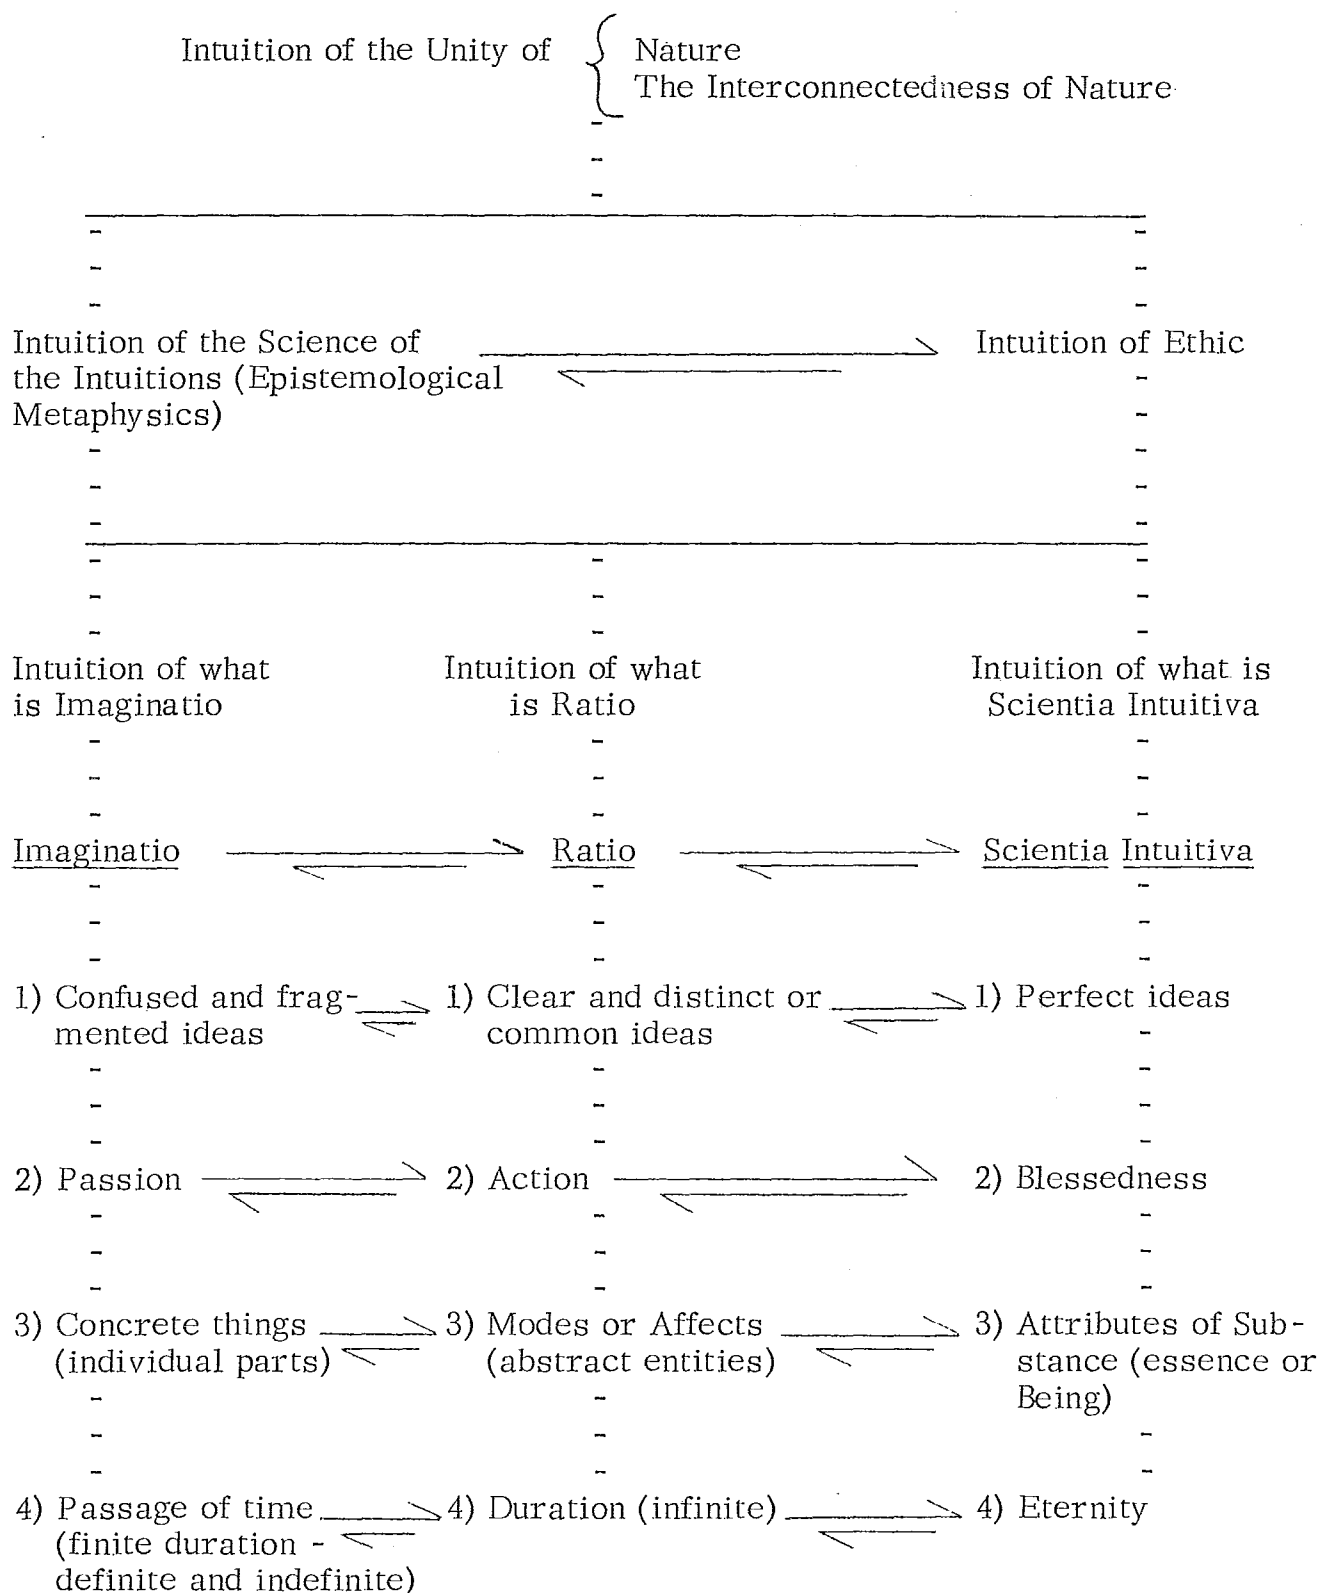 Intuition of the Unity of { Nature
The Interconnectedness of Nature
Intuition of the Science of
the Intuitions (Epistemological
Metaphysics)
Intuition of Ethic
Intuition of what
is Imaginatio
Intuition of what
is Ratio
Intuition of what is
Scientia Intuitiva
Imaginatio
Ratio
Scientia Intuitiva
1) Confused and frag-
mented ideas
1) Clear and distinct or
common ideas
1) Perfect ideas
2) Passion
2) Action
2) Blessedness
3) Concrete things
(individual parts)
3) Modes or Affects
(abstract entities)
3) Attributes of Sub-
stance (essence or
Being)
4) Passage of time
(finite duration -
definite and indefinite)
4) Duration (infinite)
4) Eternity